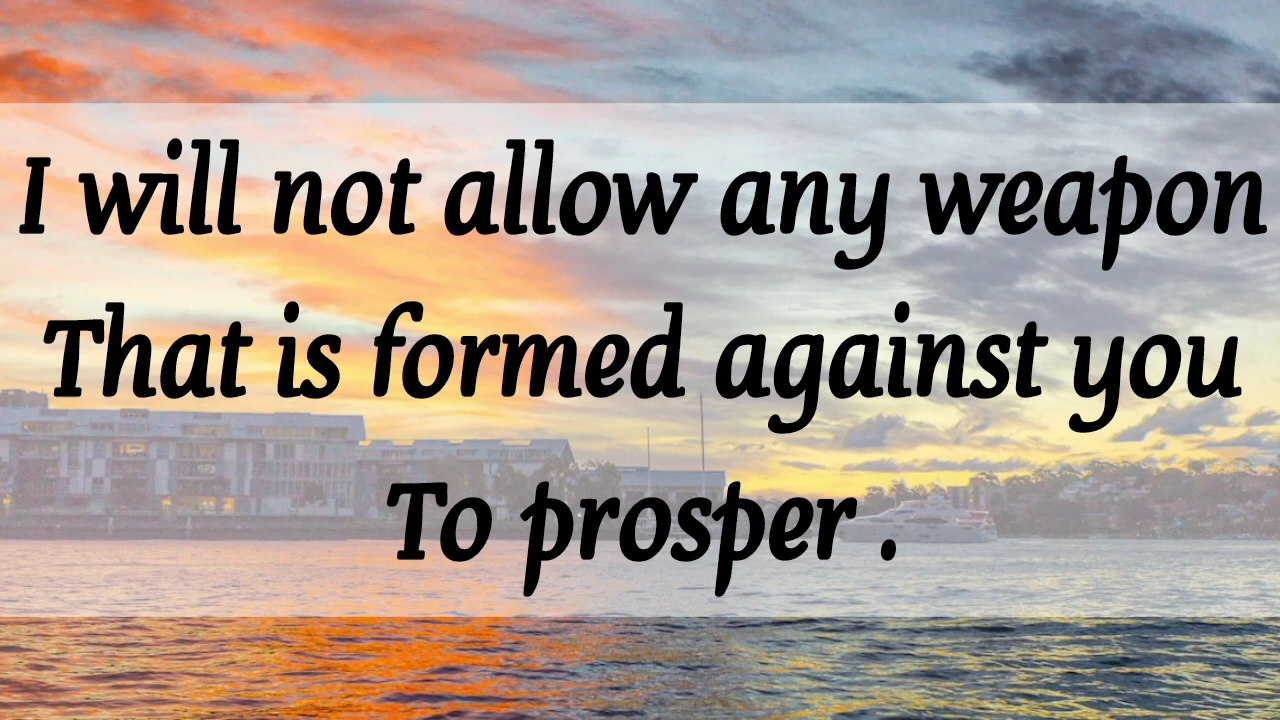 I will not allow any weapon
That is formed against you
To prosper .